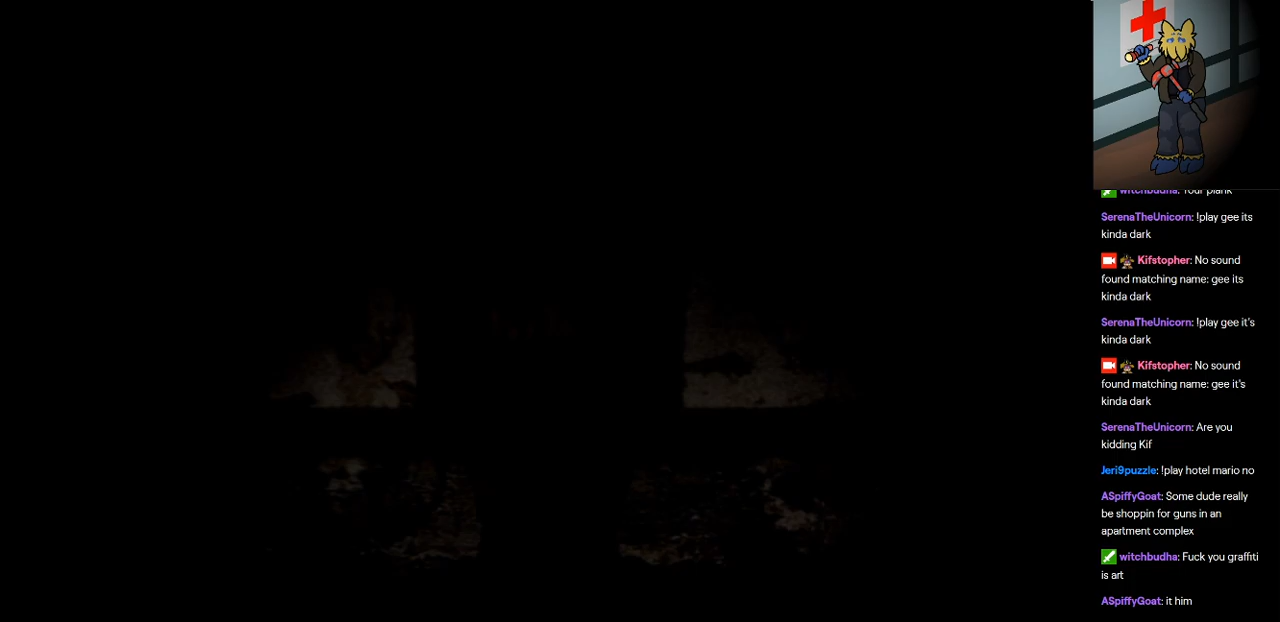 witchbudha: Your plank
SerenaTheUnicorn: !play gee its
kinda dark
Kifstopher: No sound
found matching name: gee its
kinda dark
SerenaTheUnicorn: !play gee it's
kinda dark
Kifstopher: No sound
found matching name: gee it's
kinda dark
SerenaTheUnicorn: Are you
kidding Kif
Jeri9puzzle: !play hotel mario no
ASpiffyGoat: Some dude really
be shoppin for guns in an
apartment complex
witchbudha: Fuck you graffiti
is art
ASpiffyGoat: it him